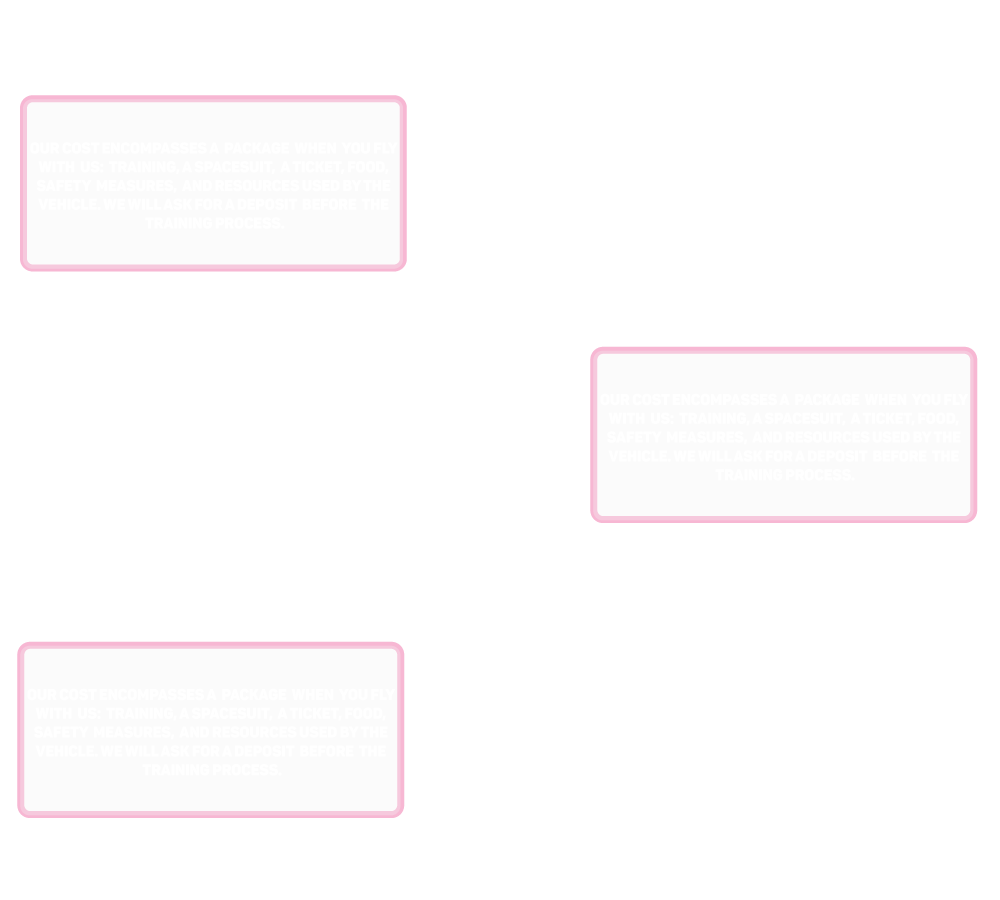 OUR COST ENCOMPASSES A PACKAGE WHEN YOU FLY
WITH US: TRAINING, A SPACESUIT, A TICKET, FOOD,
SAFETY MEASURES, AND RESOURCES USED BY THE
VEHICLE. WE WILL ASK FOR A DEPOSIT BEFORE THE
TRAINING PROCESS.
OUR COST ENCOMPASSES A PACKAGE WHEN YOU FLY
WITH US: TRAINING, A SPACESUIT, A TICKET, FOOD,
SAFETY MEASURES, AND RESOURCES USED BY THE
VEHICLE. WE WILL ASK FOR A DEPOSIT BEFORE THE
TRAINING PROCESS.
OUR COST ENCOMPASSES A PACKAGE WHEN YOU FLY
WITH US: TRAINING, A SPACESUIT, A TICKET, FOOD,
SAFETY MEASURES, AND RESOURCES USED BY THE
VEHICLE. WE WILL ASK FOR A DEPOSIT BEFORE THE
TRAINING PROCESS.